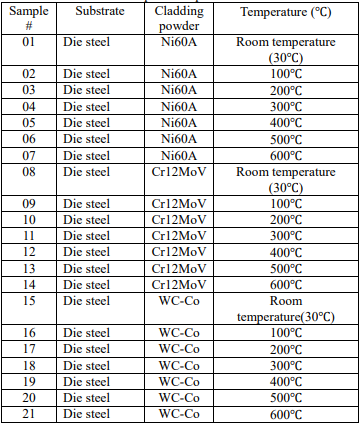 Sample # Substrate Cladding powder Temperature (℃)
01 Die steel Ni60A Room temperature (30℃)
02 Die steel Ni60A 100℃
03 Die steel Ni60A 200℃
04 Die steel Ni60A 300℃
05 Die steel Ni60A 400℃
06 Die steel Ni60A 500℃
07 Die steel Ni60A 600℃
08 Die steel Cr12MoV Room temperature (30℃)
09 Die steel Cr12MoV 100℃
10 Die steel Cr12MoV 200℃
11 Die steel Cr12MoV 300℃
12 Die steel Cr12MoV 400℃
13 Die steel Cr12MoV 500℃
14 Die steel Cr12MoV 600℃
15 Die steel WC-Co Room temperature(30℃)
16 Die steel WC-Co 100℃
17 Die steel WC-Co 200℃
18 Die steel WC-Co 300℃
19 Die steel WC-Co 400℃
20 Die steel WC-Co 500℃
21 Die steel WC-Co 600℃